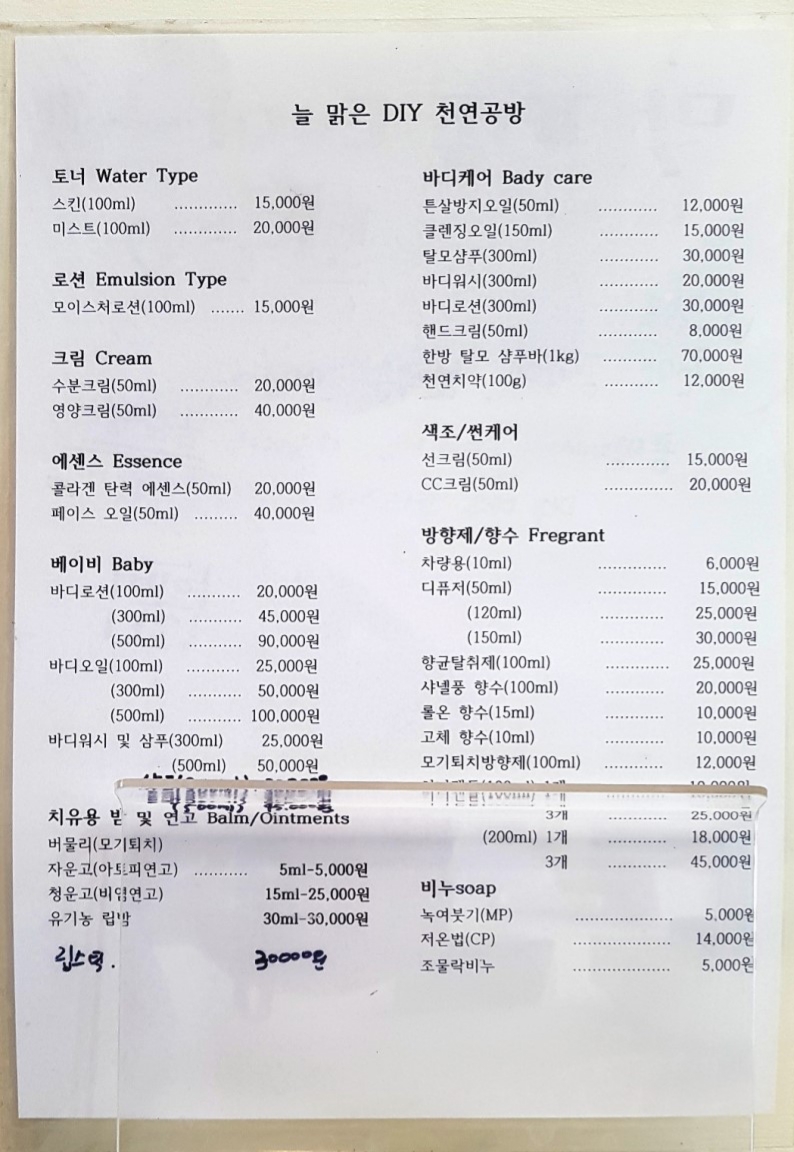 늘 맑은 DIY 천연공방
토너 Water Type
스킨(100ml) ............. 15,000원
미스트(100ml) ............. 20,000원
로션 Emulsion Type
모이스처로션(100ml) ....... 15,000원
크림 Cream
수분크림(50ml) ............ 20,000원
영양크림(50ml) ............ 40,000원
에센스 Essence
콜라겐 탄력 에센스(50ml) 20,000원
페이스 오일(50ml) ......... 40,000원
베이비 Baby
바디로션(100ml) ........... 20,000원
(300ml) ........... 45,000원
(500ml) ........... 90,000원
바디오일(100ml) ........... 25,000원
(300ml) ........... 50,000원
(500ml) ........... 100,000원
바디워시 및 샴푸(300ml) 25,000원
(500ml) 50,000원
치유용 밤 및 연고 Balm/Ointments
버물리(모기퇴치)
자운고(아토피연고) ........... 5ml-5,000원
청운고(비염연고) 15ml-25,000원
유기농 립밤 30ml-30,000원
립스틱. 30000원
바디케어 Bady care
튼살방지오일(50ml) ............ 12,000원
클렌징오일(150ml) ............ 15,000원
탈모샴푸(300ml) ............ 30,000원
바디워시(300ml) ............ 20,000원
바디로션(300ml) ............ 30,000원
핸드크림(50ml) ............ 8,000원
한방 탈모 샴푸바(1kg) ........... 70,000원
천연치약(100g) ........... 12,000원
색조/썬케어
선크림(50ml) ............. 15,000원
CC크림(50ml) .............. 20,000원
방향제/향수 Fregrant
차량용(10ml) .............. 6,000원
디퓨저(50ml) .............. 15,000원
(120ml) ............. 25,000원
(150ml) ............. 30,000원
향균탈취제(100ml) ............. 25,000원
샤넬풍 향수(100ml) ............ 20,000원
롤온 향수(15ml) ............ 10,000원
고체 향수(10ml) ............ 10,000원
모기퇴치방향제(100ml) ............ 12,000원
3개 ............ 25,000원
(200ml) 1개 ............ 18,000원
3개 ............ 45,000원
비누soap
녹여붓기(MP) .................... 5,000원
저온법(CP) .................... 14,000원
조물락비누 .................... 5,000원